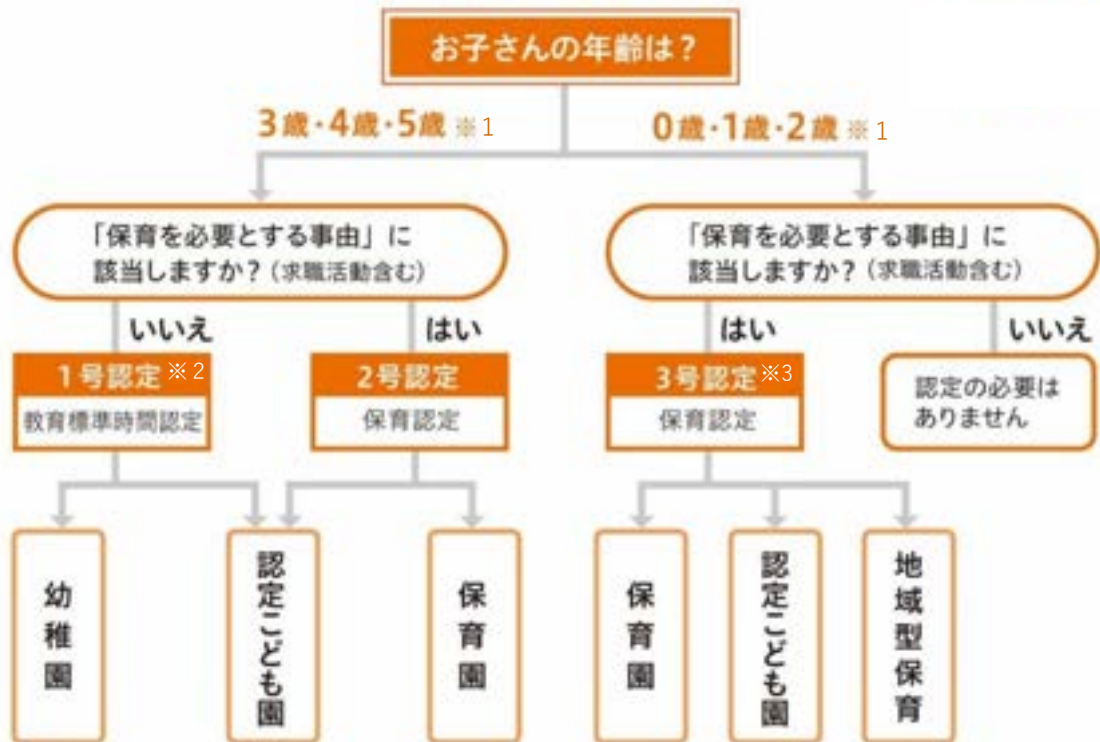 お子さんの年齢は？
3歳・4歳・5歳 ※1
0歳・1歳・2歳 ※1
「保育を必要とする事由」に
該当しますか？（求職活動含む）
「保育を必要とする事由」に
該当しますか？（求職活動含む）
いいえ
はい
はい
いいえ
1号認定※2
教育標準時間認定
2号認定
保育認定
3号認定※3
保育認定
認定の必要は
ありません
幼稚園
認定こども園
保育園
保育園
認定こども園
地域型保育